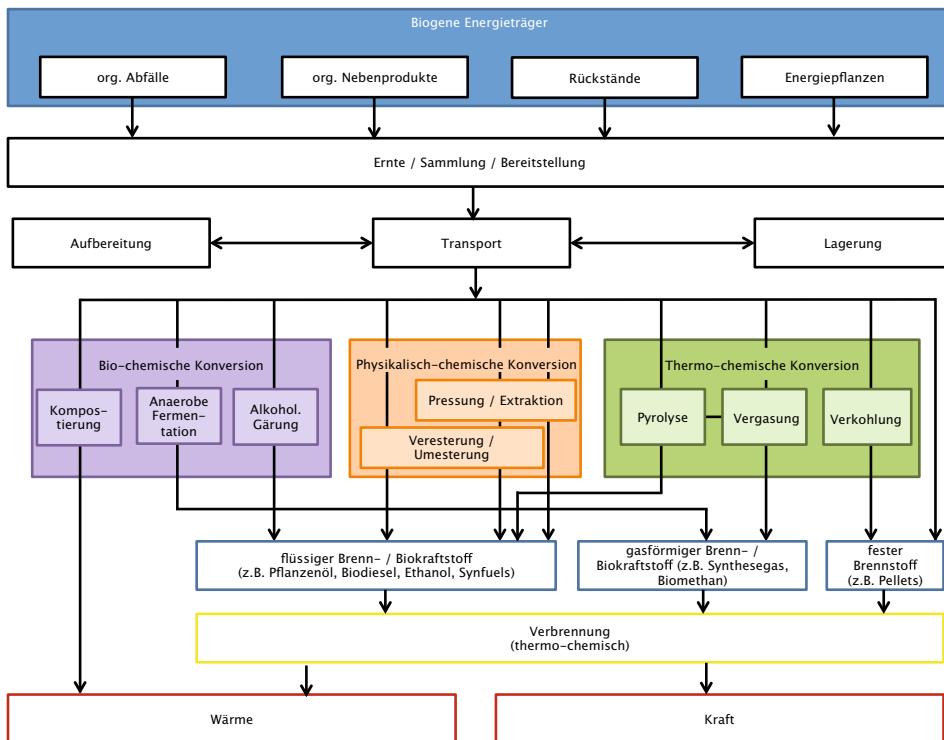 Biogene Energieträger
org. Abfälle
org. Nebenprodukte
Rückstände
Energiepflanzen
Ernte / Sammlung / Bereitstellung
Aufbereitung
Transport
Lagerung
Bio-chemische Konversion
Kompos-
tierung
Anaerobe
Fermen-
tation
Alkohol.
Gärung
Physikalisch-chemische Konversion
Pressung / Extraktion
Veresterung /
Umesterung
Thermo-chemische Konversion
Pyrolyse
Vergasung
Verkohlung
flüssiger Brenn- / Biokraftstoff
(z.B. Pflanzenöl, Biodiesel, Ethanol, Synfuels)
gasförmiger Brenn- /
Biokraftstoff (z.B. Synthesegas,
Biomethan)
fester
Brennstoff
(z.B. Pellets)
Verbrennung
(thermo-chemisch)
Wärme
Kraft